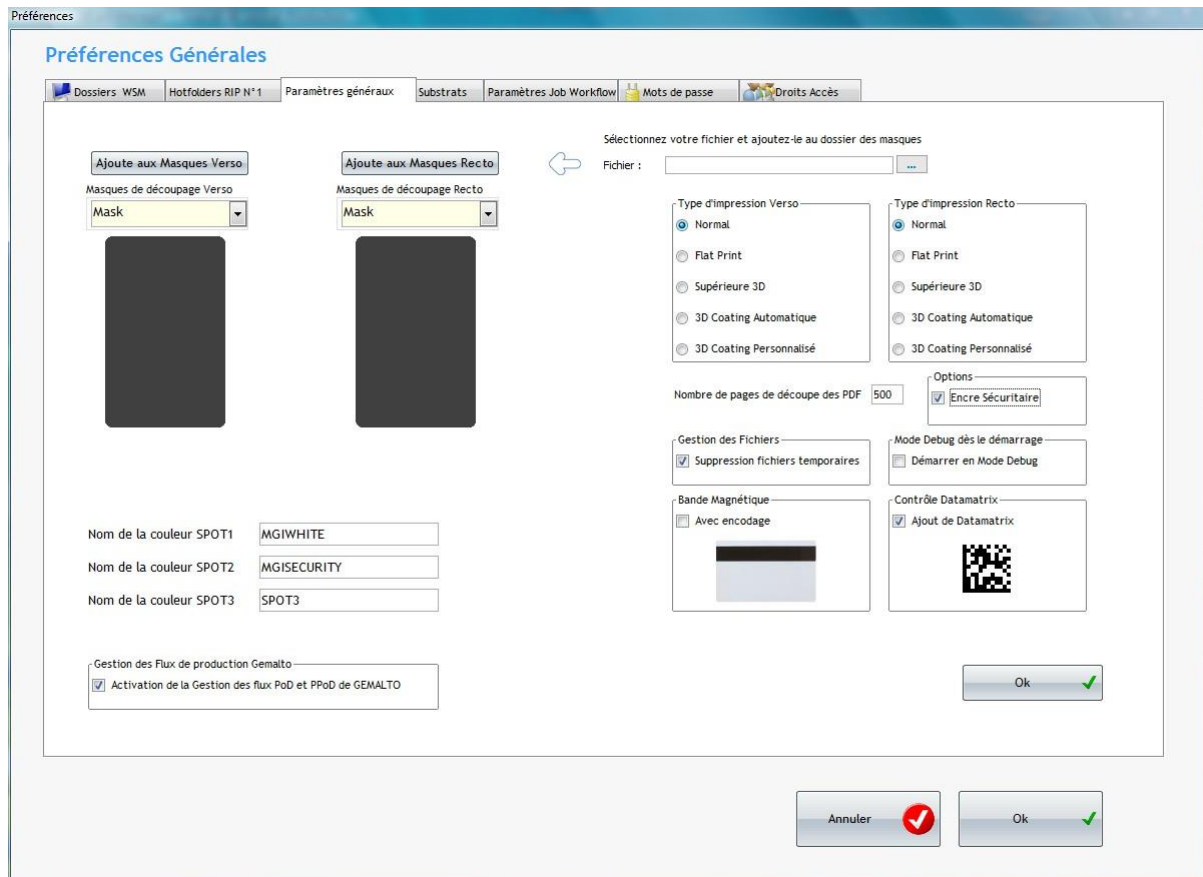 Préférences
Préférences Générales
Dossiers WSM
Hotfolders RIP N°1
Paramètres généraux
Substrats
Paramètres Job Workflow
Mots de passe
Droits Accès
Sélectionnez votre fichier et ajoutez-le au dossier des masques
Ajoute aux Masques Verso
Ajoute aux Masques Recto
Fichier :
...
Masques de découpage Verso
Masques de découpage Recto
Mask
Mask
Type d'impression Verso
Normal
Flat Print
Supérieure 3D
3D Coating Automatique
3D Coating Personnalisé
Type d'impression Recto
Normal
Flat Print
Supérieure 3D
3D Coating Automatique
3D Coating Personnalisé
Nombre de pages de découpe des PDF 500
Options
Encre Sécuritaire
Gestion des Fichiers
Suppression fichiers temporaires
Mode Debug dès le démarrage
Démarrer en Mode Debug
Bande Magnétique
Avec encodage
Contrôle Datamatrix
Ajout de Datamatrix
Nom de la couleur SPOT1 MGIWHITE
Nom de la couleur SPOT2 MGISECURITY
Nom de la couleur SPOT3 SPOT3
Gestion des Flux de production Gemalto
Activation de la Gestion des flux PoD et PPoD de GEMALTO
Ok
Annuler
Ok